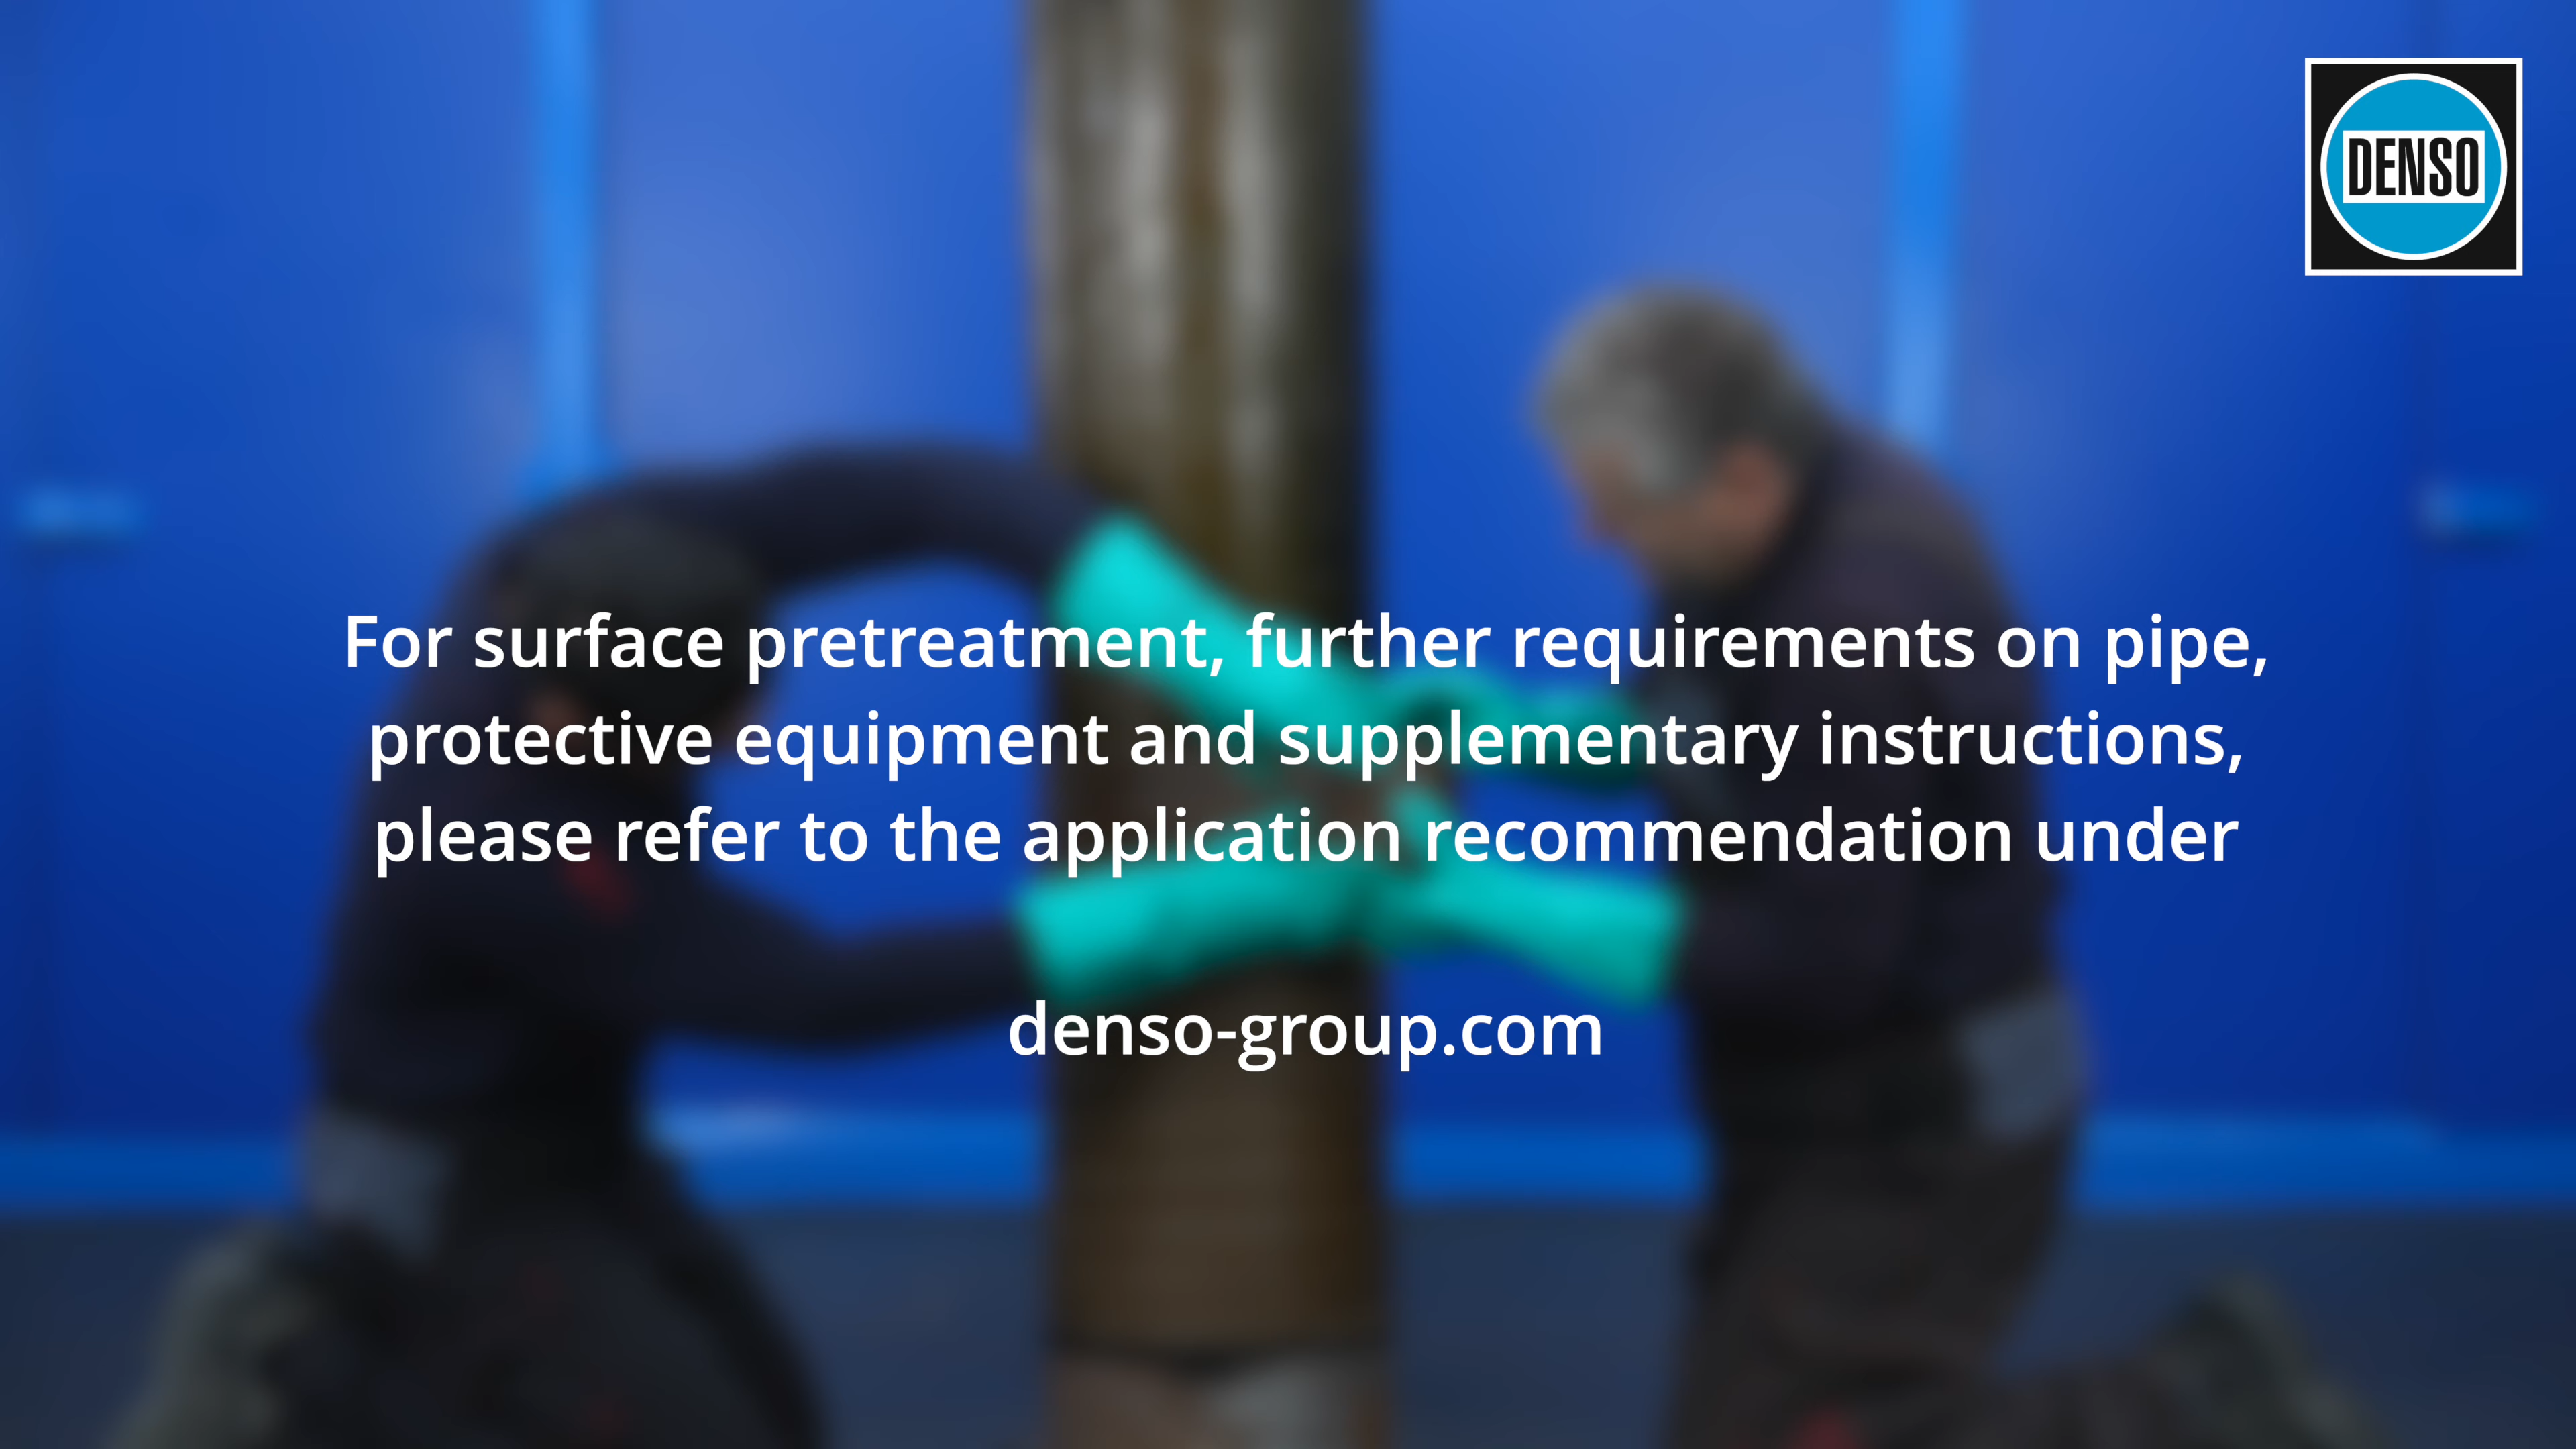 DENSO
For surface pretreatment, further requirements on pipe,
protective equipment and supplementary instructions,
please refer to the application recommendation under
denso-group.com